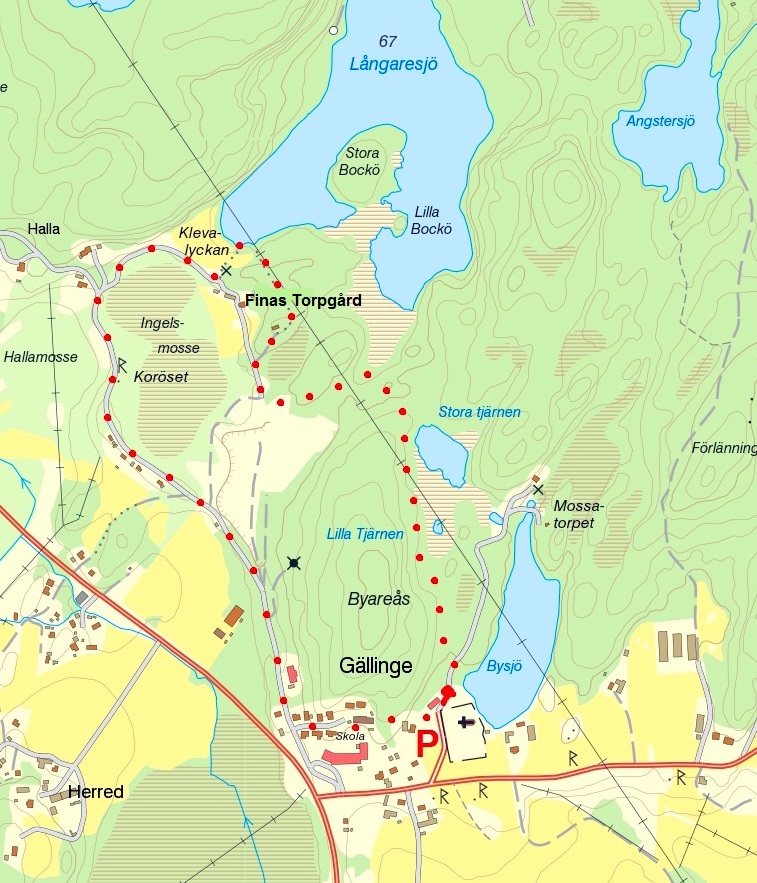 67
Långaresjö
e
Angstersjö
Stora
Bockö
Lilla
Bockö
Halla
Kleva-
lyckan
Finas Torpgård
Ingels-
mosse
Hallamosse
R
Koröset
Stora tjärnen
Förlänning
Mossa-
torpet
Lilla Tjärnen
Byareås
Gällinge
Bysjö
Skola
P
R
R
R
R
Herred